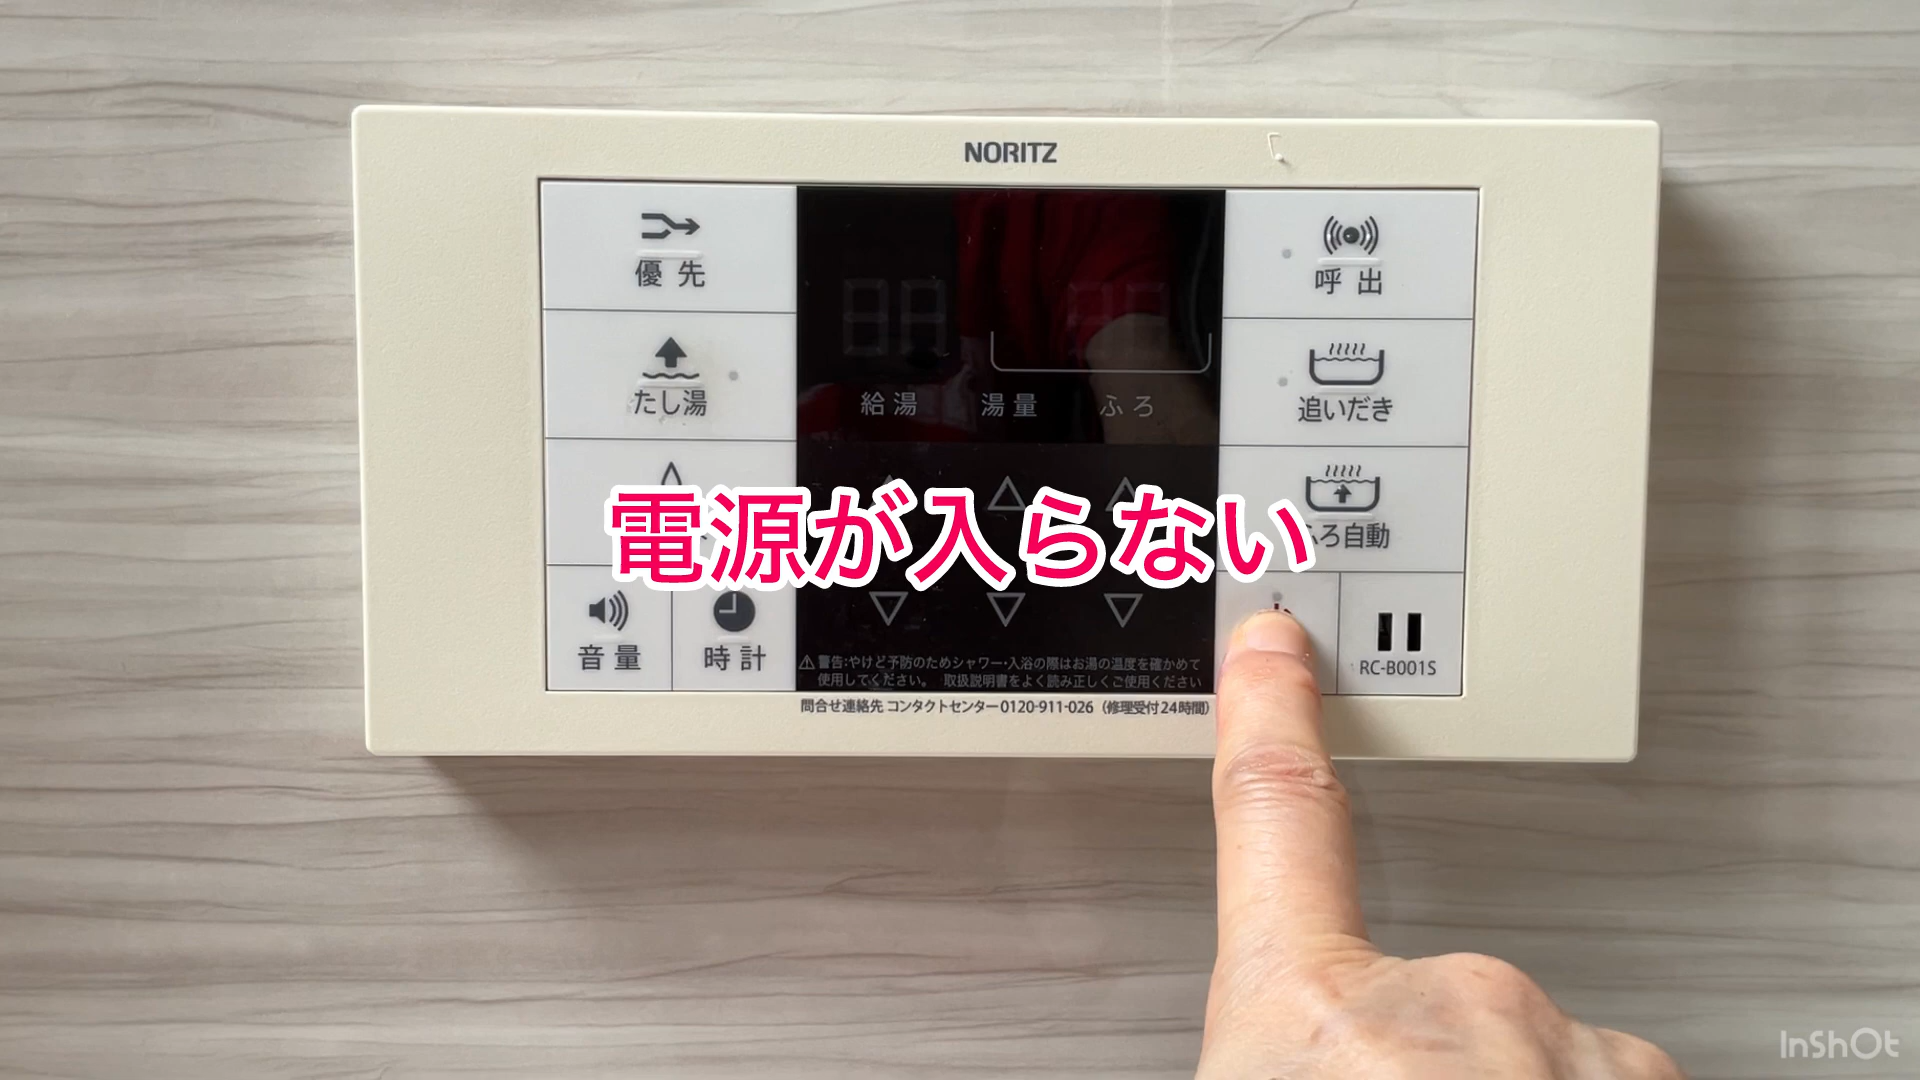 NORITZ
優先
呼出
たし湯
追いだき
給湯 湯量 ふろ
電源が入らない
ふろ自動
音量
時計
RC-B001S
警告:やけど予防のためシャワー・入浴の際はお湯の温度を確かめて
使用してください。 取扱説明書をよく読み正しくご使用ください
問合せ連絡先 コンタクトセンター0120-911-026（修理受付24時間）
InShOt